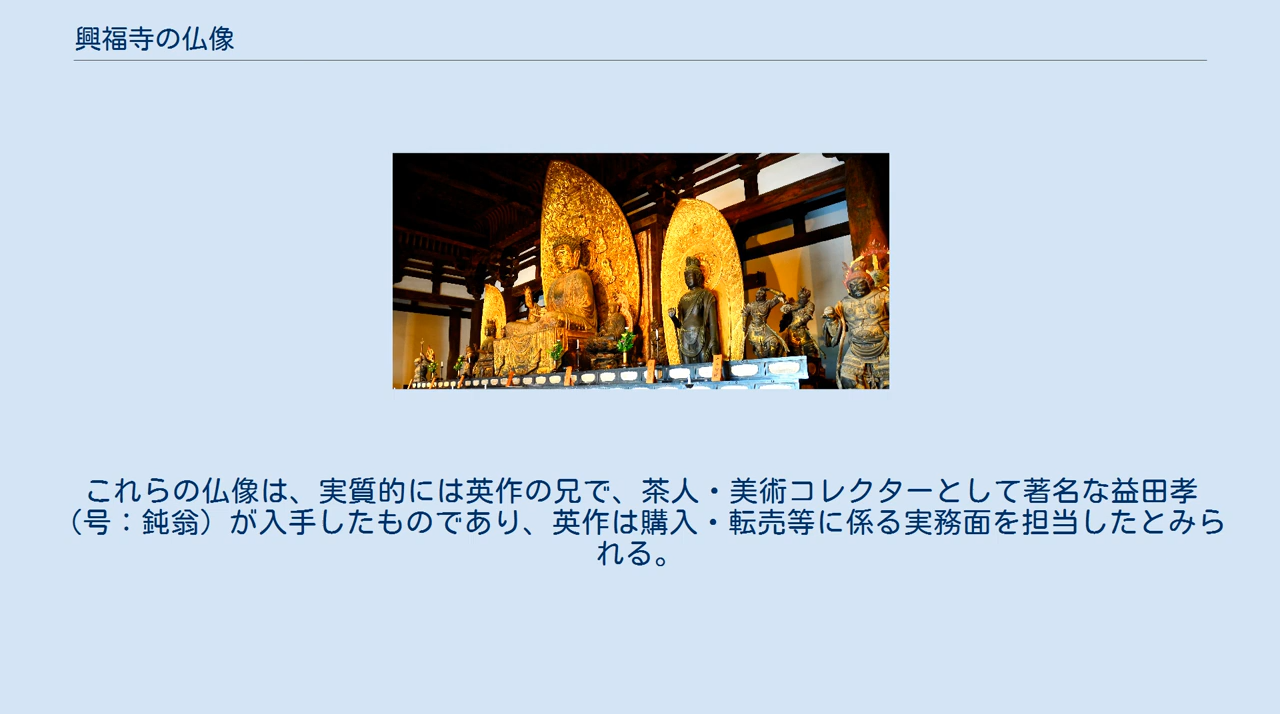 興福寺の仏像
これらの仏像は、実質的には英作の兄で、茶人・美術コレクターとして著名な益田孝
（号：鈍翁）が入手したものであり、英作は購入・転売等に係る実務面を担当したとみら
れる。